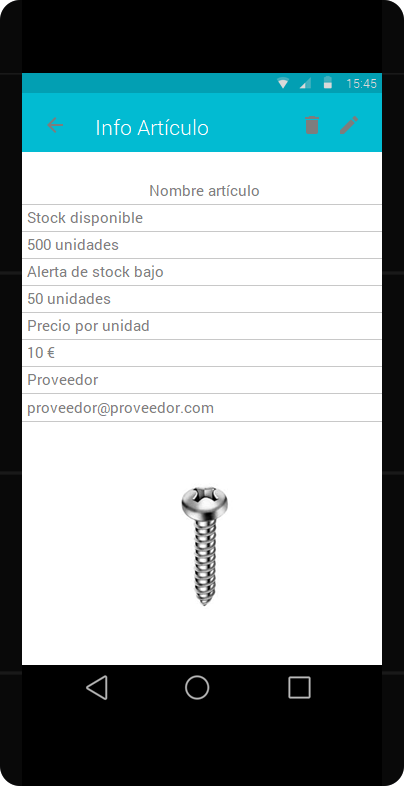 15:45
Info Artículo
Nombre artículo
Stock disponible
500 unidades
Alerta de stock bajo
50 unidades
Precio por unidad
10 €
Proveedor
proveedor@proveedor.com